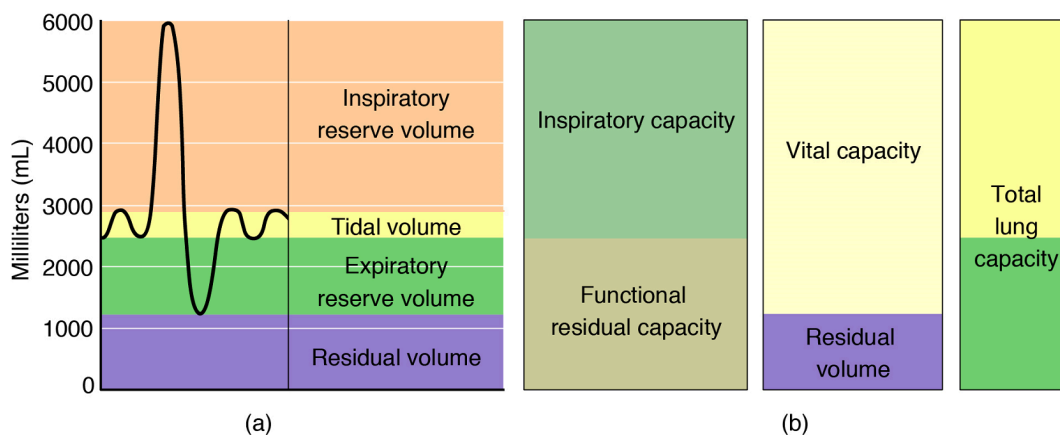 Milliliters (mL)
6000
5000
4000
3000
2000
1000
0
Inspiratory
reserve volume
Tidal volume
Expiratory
reserve volume
Residual volume
(a)
Inspiratory capacity
Functional
residual capacity
Vital capacity
Residual
volume
Total
lung
capacity
(b)